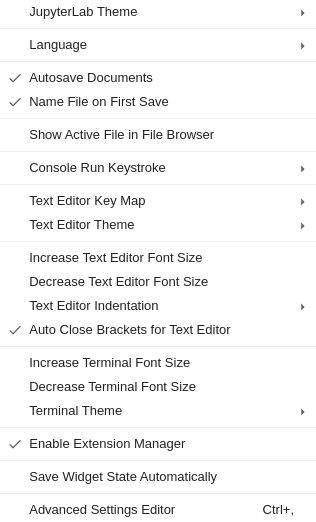 JupyterLab Theme
Language
Autosave Documents
Name File on First Save
Show Active File in File Browser
Console Run Keystroke
Text Editor Key Map
Text Editor Theme
Increase Text Editor Font Size
Decrease Text Editor Font Size
Text Editor Indentation
Auto Close Brackets for Text Editor
Increase Terminal Font Size
Decrease Terminal Font Size
Terminal Theme
Enable Extension Manager
Save Widget State Automatically
Advanced Settings Editor Ctrl+,